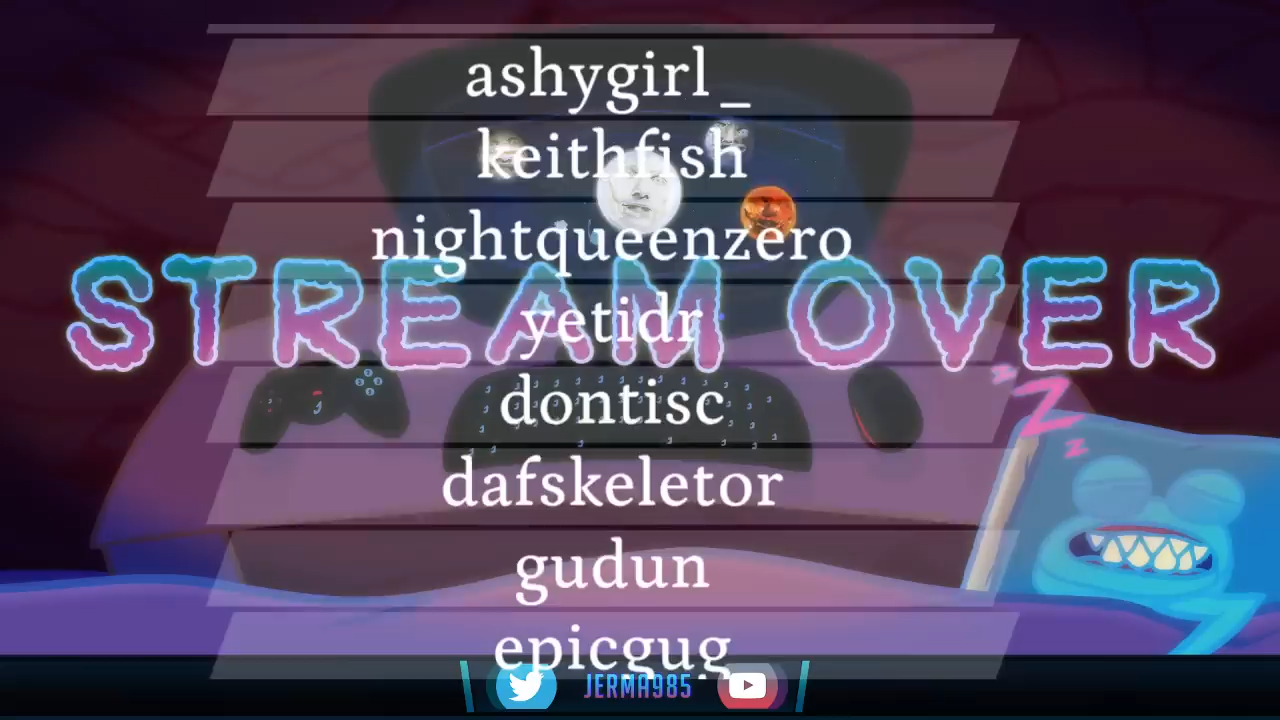 ashygirl_
keithfish
nightqueenzero
STREAM OVER
yetidr
dontisc
dafskeletor
gudun
epicgug
JERMA985